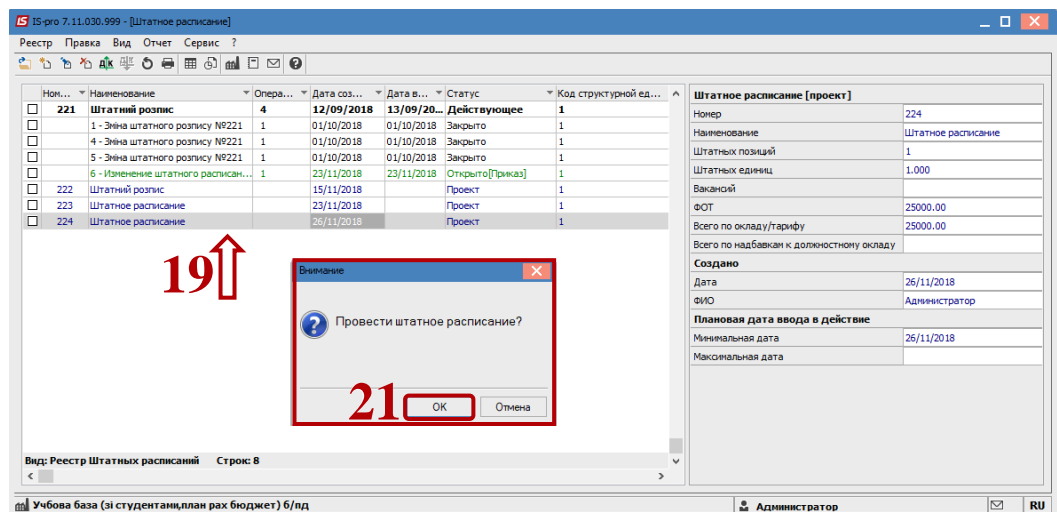 IS-pro 7.11.030.999 - [Штатное расписание]
Реестр Правка Вид Отчет Сервис ?
Ном... Наименование Опера... Дата соз... Дата в... Статус Код структурной ед...
221 Штатний розпис 4 12/09/2018 13/09/20... Действующее 1
1 - Зміна штатного розпису №221 1 01/10/2018 01/10/2018 Закрыто 1
4 - Зміна штатного розпису №221 1 01/10/2018 01/10/2018 Закрыто 1
5 - Зміна штатного розпису №221 1 01/10/2018 01/10/2018 Закрыто 1
6 - Изменение штатного расписан... 1 23/11/2018 23/11/2018 Открыто[Приказ] 1
222 Штатний розпис 15/11/2018 Проект 1
223 Штатное расписание 23/11/2018 Проект 1
224 Штатное расписание 26/11/2018 Проект 1
19
Внимание
Провести штатное расписание?
21
OK Отмена
Вид: Реестр Штатных расписаний Строк: 8
Штатное расписание [проект]
Номер 224
Наименование Штатное расписание
Штатных позиций 1
Штатных единиц 1.000
Вакансий
ФОТ 25000.00
Всего по окладу/тарифу 25000.00
Всего по надбавкам к должностному окладу
Создано
Дата 26/11/2018
ФИО Администратор
Плановая дата ввода в действие
Минимальная дата 26/11/2018
Максимальная дата
Учбова база (зі студентами,план рах бюджет) б/пд Администратор RU